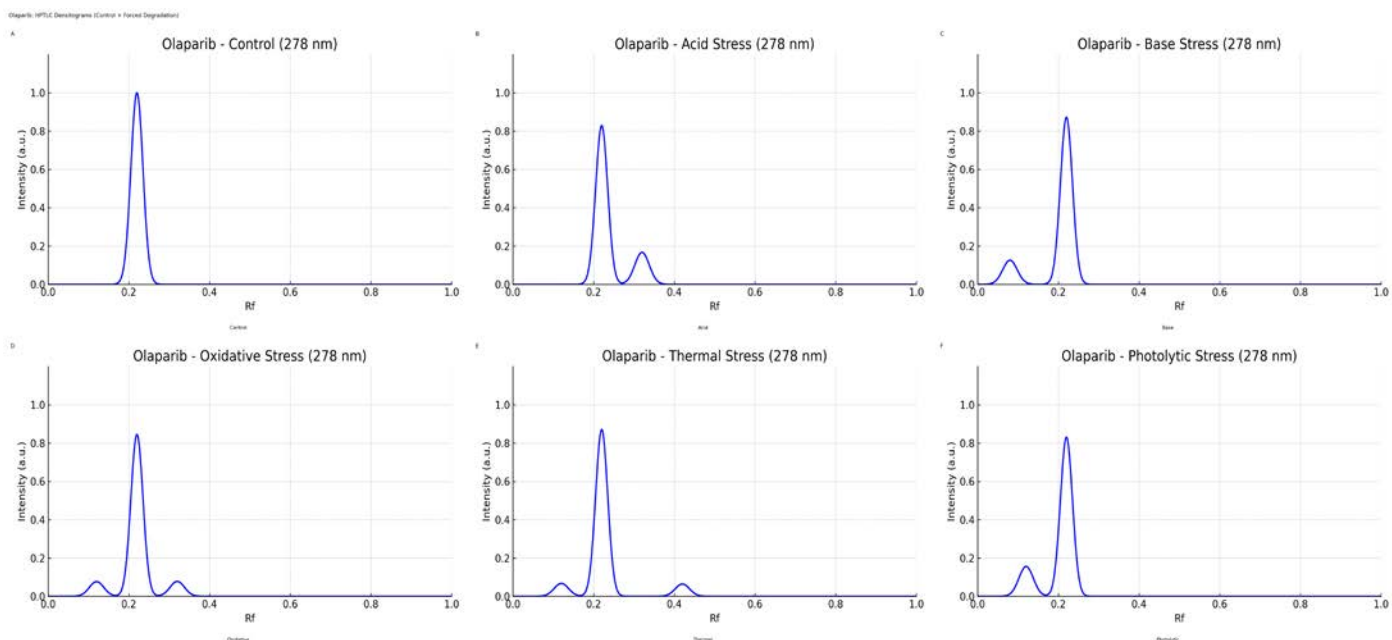 Olaparib: HPTLC Densitograms (Control + Forced Degradation)
A
B
C
Olaparib - Control (278 nm)
Olaparib - Acid Stress (278 nm)
Olaparib - Base Stress (278 nm)
Intensity (a.u.)
1.0
0.8
0.6
0.4
0.2
0.0
0.0 0.2 0.4 0.6 0.8 1.0
Rf
Control
Intensity (a.u.)
1.0
0.8
0.6
0.4
0.2
0.0
0.0 0.2 0.4 0.6 0.8 1.0
Rf
Acid
Intensity (a.u.)
1.0
0.8
0.6
0.4
0.2
0.0
0.0 0.2 0.4 0.6 0.8 1.0
Rf
Base
D
E
F
Olaparib - Oxidative Stress (278 nm)
Olaparib - Thermal Stress (278 nm)
Olaparib - Photolytic Stress (278 nm)
Intensity (a.u.)
1.0
0.8
0.6
0.4
0.2
0.0
0.0 0.2 0.4 0.6 0.8 1.0
Rf
Intensity (a.u.)
1.0
0.8
0.6
0.4
0.2
0.0
0.0 0.2 0.4 0.6 0.8 1.0
Rf
Intensity (a.u.)
1.0
0.8
0.6
0.4
0.2
0.0
0.0 0.2 0.4 0.6 0.8 1.0
Rf